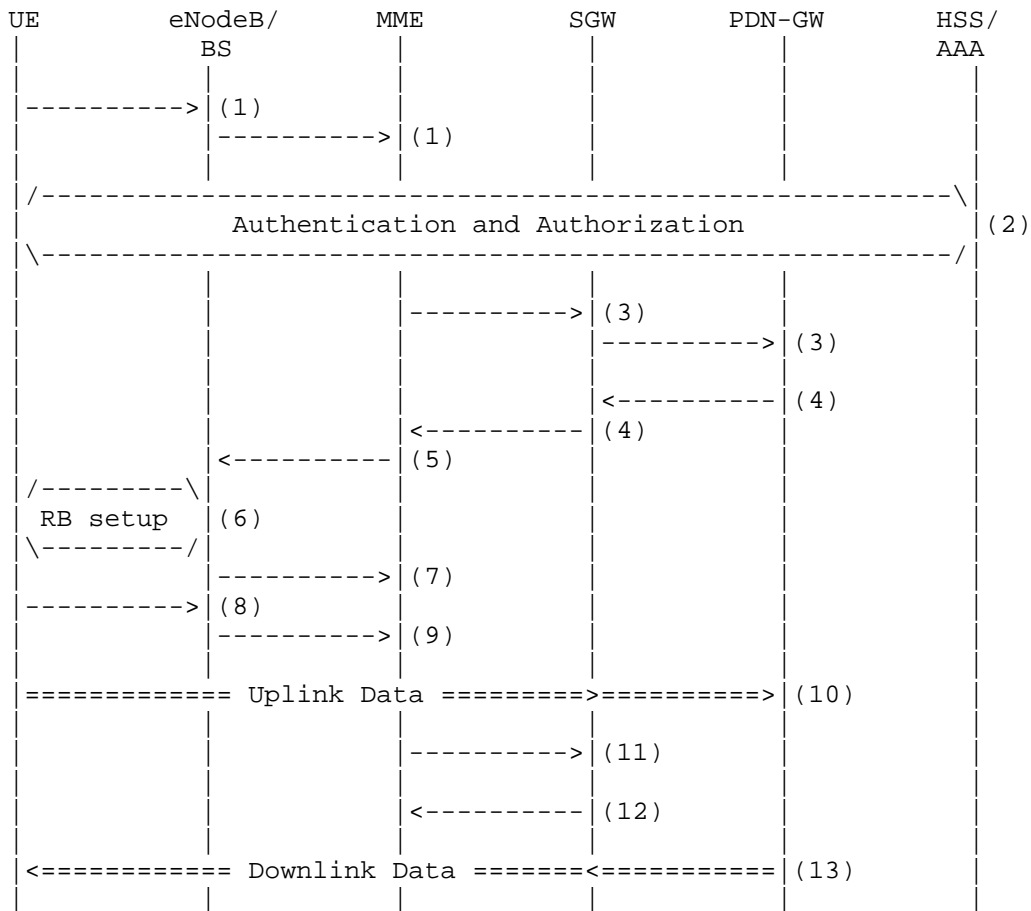 UE eNodeB/ MME SGW PDN-GW HSS/
BS AAA
(1)
(1)
Authentication and Authorization (2)
(3)
(3)
(4)
(4)
(5)
RB setup (6)
(7)
(8)
(9)
Uplink Data (10)
(11)
(12)
Downlink Data (13)